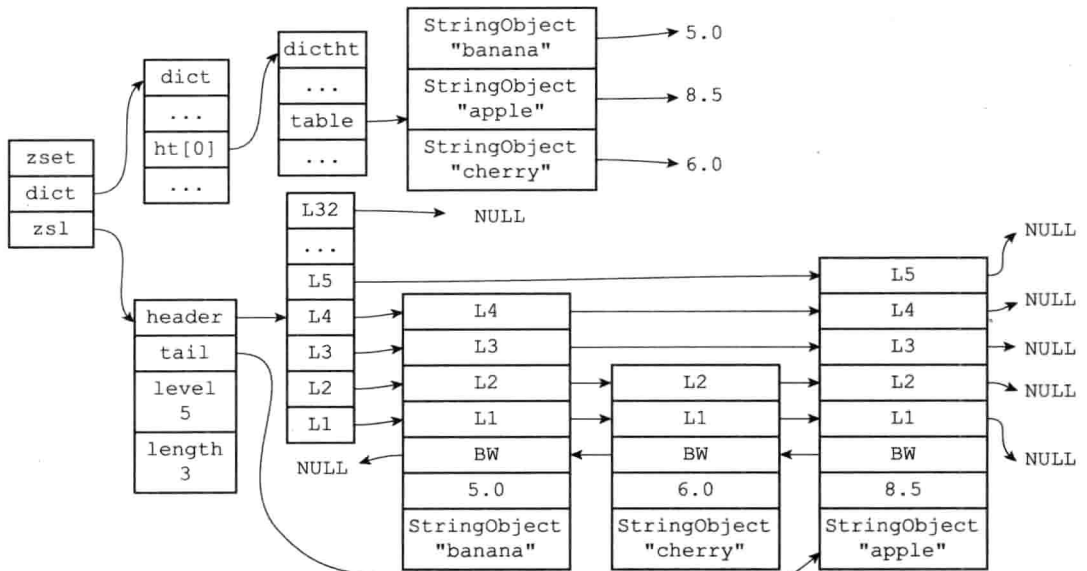 zset
dict
zsl
dict
...
ht[0]
...
dictht
...
table
...
StringObject
"banana"
StringObject
"apple"
StringObject
"cherry"
5.0
8.5
6.0
header
tail
level
5
length
3
L32
...
L5
L4
L3
L2
L1
NULL
NULL
L4
L3
L2
L1
BW
5.0
StringObject
"banana"
L2
L1
BW
6.0
StringObject
"cherry"
L5
L4
L3
L2
L1
BW
8.5
StringObject
"apple"
NULL
NULL
NULL
NULL
NULL